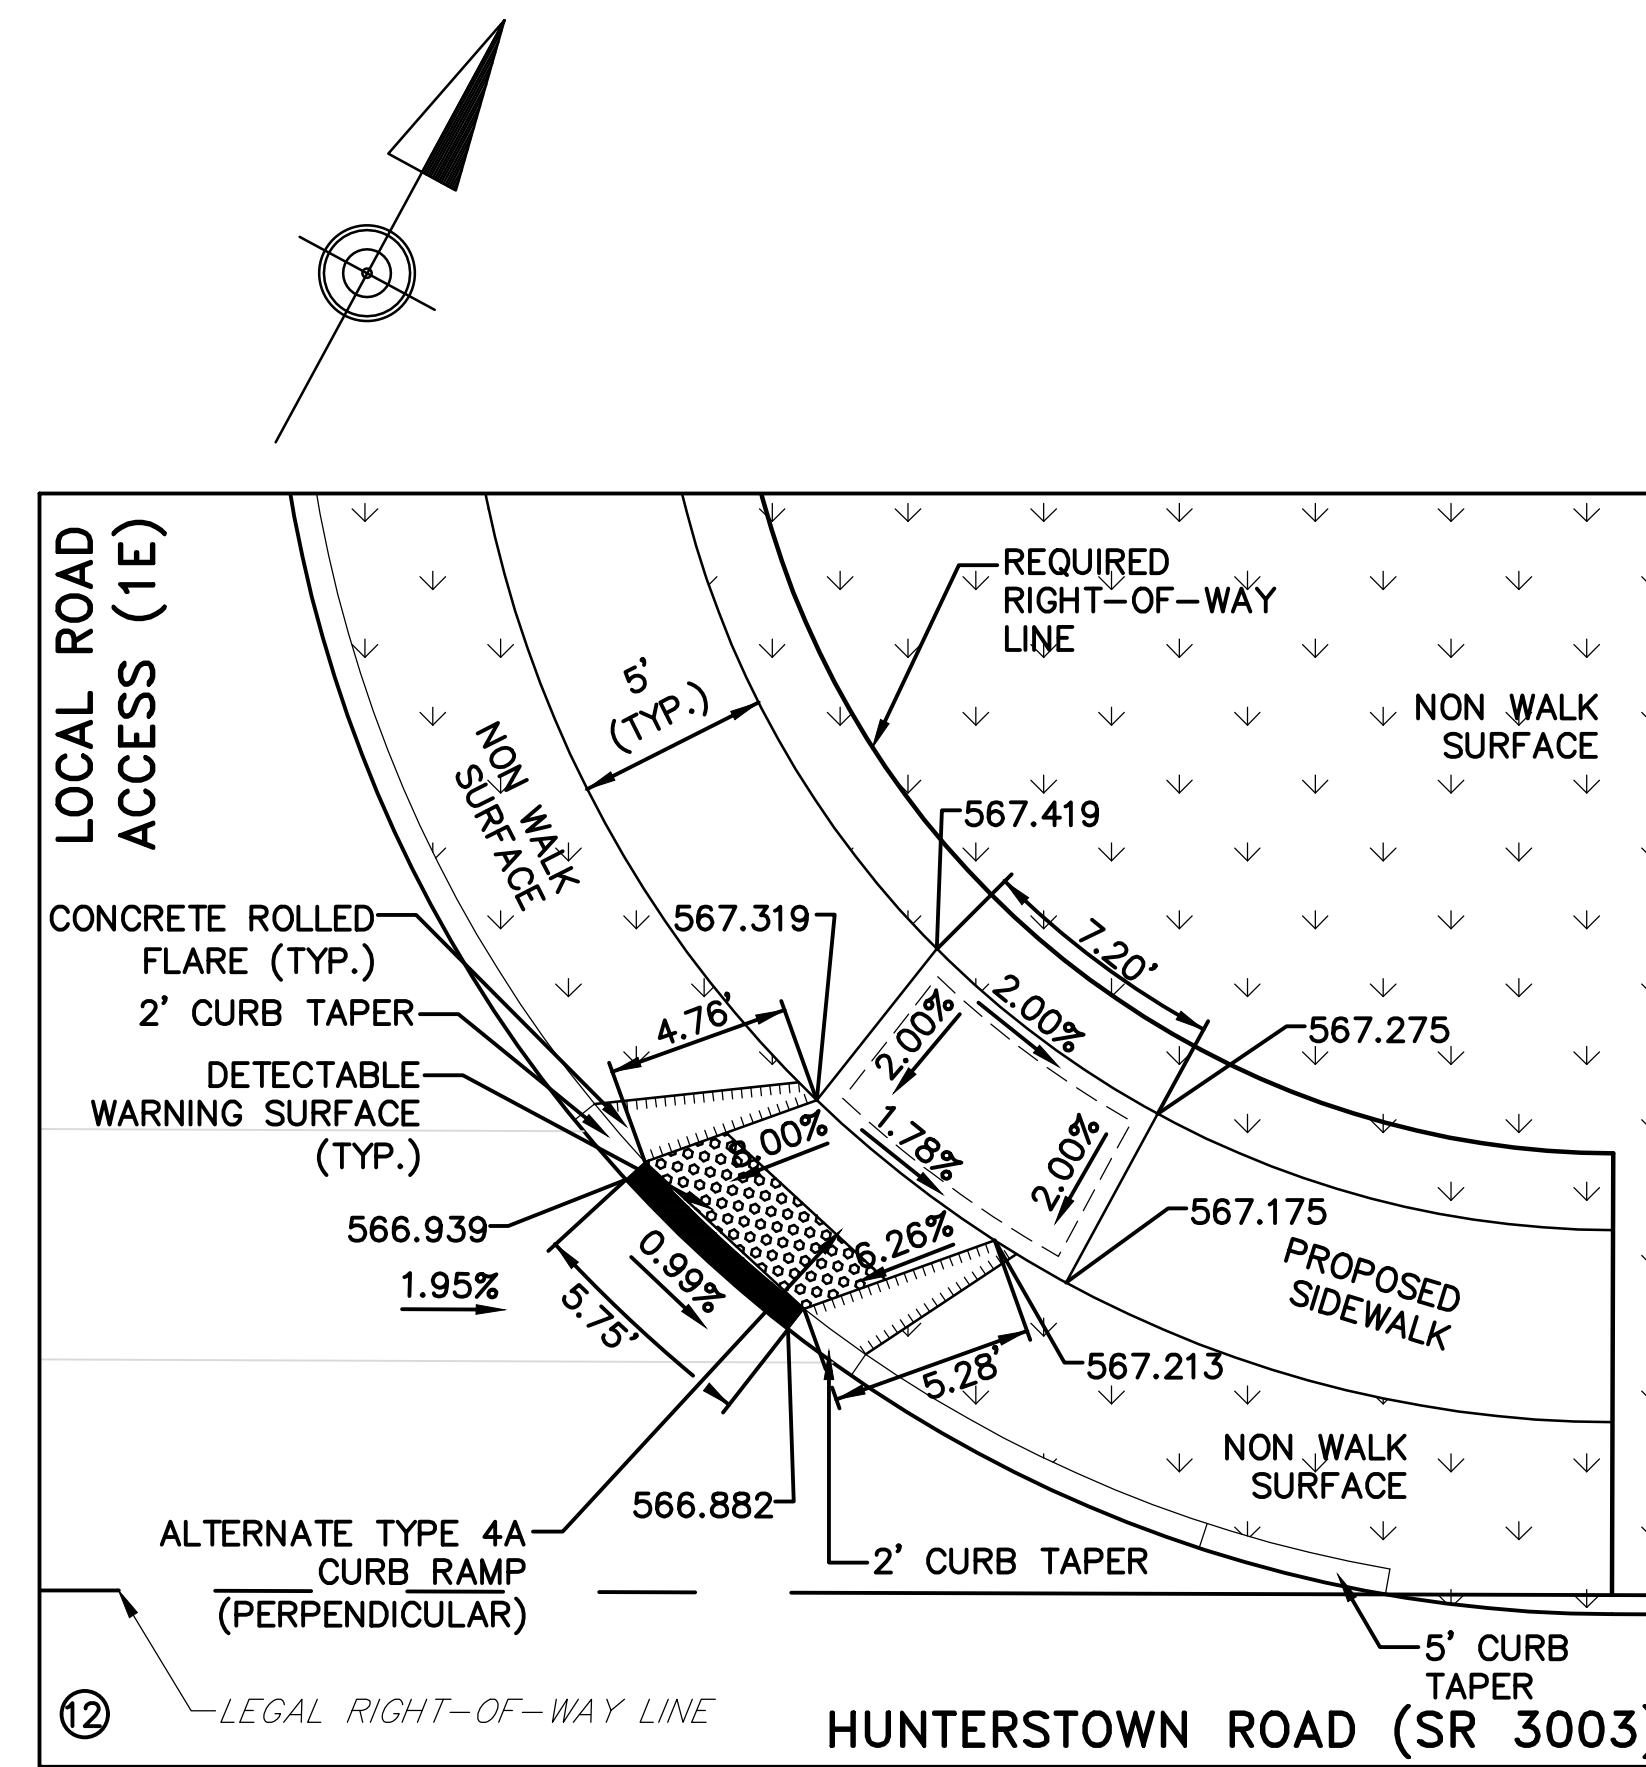 LOCAL ROAD
ACCESS (1E)
REQUIRED
RIGHT-OF-WAY
LINE
5'
(TYP.)
NON WALK
SURFACE
NON WALK
SURFACE
567.419
CONCRETE ROLLED
FLARE (TYP.)
567.319
7.20'
2' CURB TAPER
4.76'
2.00%
2.00%
567.275
DETECTABLE
WARNING SURFACE
(TYP.)
8.00%
1.78%
2.00%
566.939
567.175
0.99%
6.26%
1.95%
PROPOSED
SIDEWALK
5.75'
5.28'
567.213
NON WALK
SURFACE
566.882
ALTERNATE TYPE 4A
CURB RAMP
(PERPENDICULAR)
2' CURB TAPER
5' CURB
TAPER
12
LEGAL RIGHT-OF-WAY LINE
HUNTERSTOWN ROAD (SR 3003)